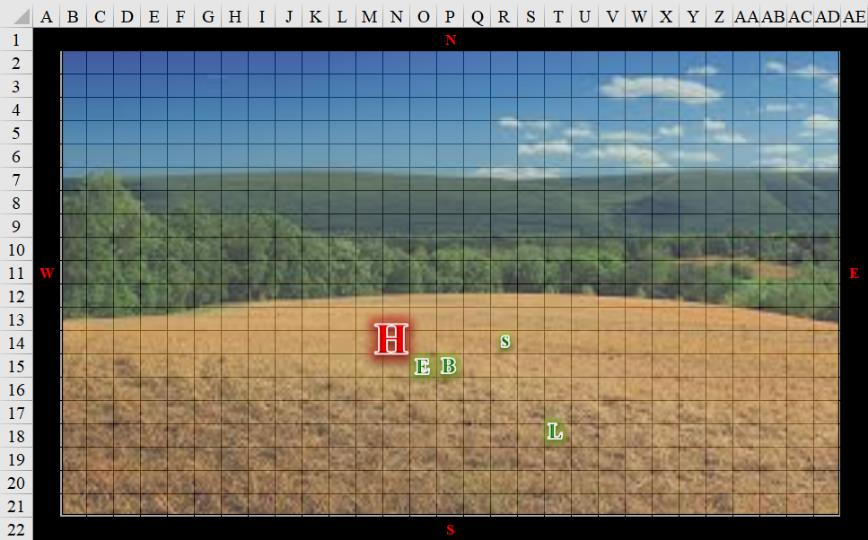 A B C D E F G H I J K L M N O P Q R S T U V W X Y Z AA AB AC AD AE
1 N
2
3
4
5
6
7
8
9
10
11 W E
12
13
14 H s
15 E B
16
17
18 L
19
20
21
22 S